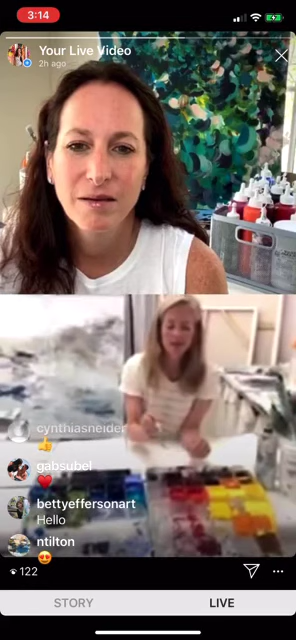 3:14
Your Live Video
2h ago
cynthiasneider
gabsubel
bettyeffersonart
Hello
ntilton
122
STORY LIVE